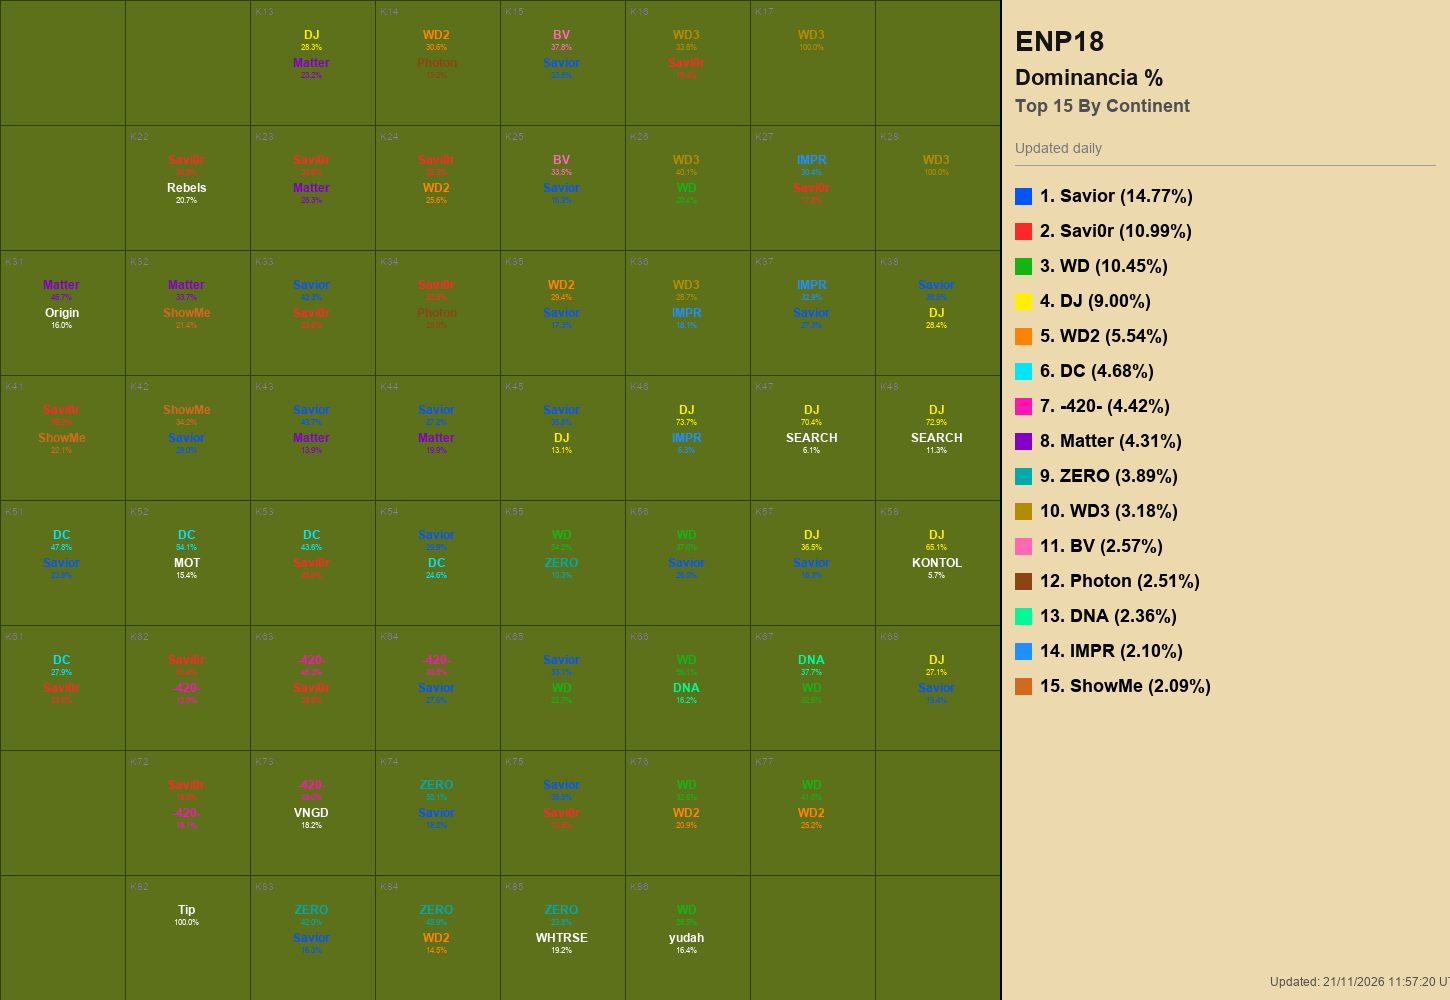 K13 K14 K15 K16 K17
DJ WD2 BV WD3 WD3
28.3% 30.6% 37.8% 33.8% 100.0%
Matter Photon Savior Savi0r
23.2%
K22 K23 K24 K25 K26 K27 K28
Savi0r Savi0r Savi0r BV WD3 IMPR WD3
33.5% 40.1% 30.4% 100.0%
Rebels Matter WD2 Savior WD Savi0r
20.7% 28.3% 25.6%
K31 K32 K33 K34 K35 K36 K37 K38
Matter Matter Savior Savi0r WD2 WD3 IMPR Savior
46.7% 33.7% 29.4% 28.7% 32.5%
Origin ShowMe Savi0r Photon Savior IMPR Savior DJ
16.0% 21.4% 18.1% 28.4%
K41 K42 K43 K44 K45 K46 K47 K48
Savi0r ShowMe Savior Savior Savior DJ DJ DJ
34.2% 73.7% 70.4% 72.9%
ShowMe Savior Matter Matter DJ IMPR SEARCH SEARCH
22.1% 13.9% 19.9% 13.1% 6.1% 11.3%
K51 K52 K53 K54 K55 K56 K57 K58
DC DC DC Savior WD WD DJ DJ
47.8% 54.1% 43.6% 36.5% 65.1%
Savior MOT Savi0r DC ZERO Savior Savior KONTOL
15.4% 24.6% 5.7%
K61 K62 K63 K64 K65 K66 K67 K68
DC Savi0r -420- -420- Savior WD DNA DJ
27.9% 37.7% 27.1%
Savi0r -420- Savi0r Savior WD DNA WD Savior
16.2%
K72 K73 K74 K75 K76 K77
Savi0r -420- ZERO Savior WD WD
-420- VNGD Savior Savi0r WD2 WD2
18.2% 20.9% 25.2%
K82 K83 K84 K85 K86
Tip ZERO ZERO ZERO WD
100.0%
Savior WD2 WHTRSE yudah
14.5% 19.2% 16.4%
ENP18
Dominancia %
Top 15 By Continent
Updated daily
1. Savior (14.77%)
2. Savi0r (10.99%)
3. WD (10.45%)
4. DJ (9.00%)
5. WD2 (5.54%)
6. DC (4.68%)
7. -420- (4.42%)
8. Matter (4.31%)
9. ZERO (3.89%)
10. WD3 (3.18%)
11. BV (2.57%)
12. Photon (2.51%)
13. DNA (2.36%)
14. IMPR (2.10%)
15. ShowMe (2.09%)
Updated: 21/11/2026 11:57:20